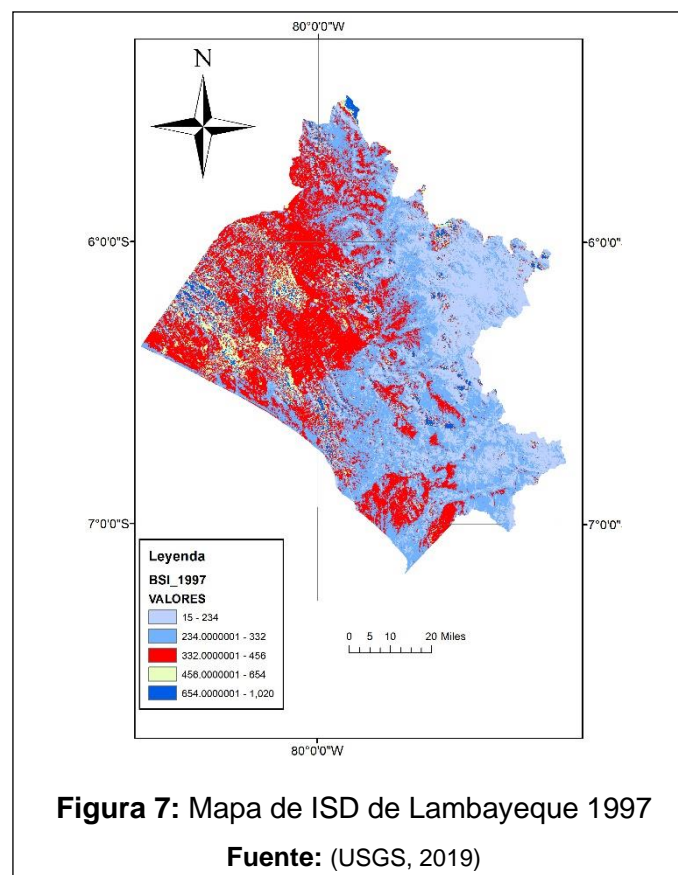 80°0'0"W
N
6°0'0"S
6°0'0"S
7°0'0"S
7°0'0"S
Leyenda
BSI_1997
VALORES
15 - 234
234.0000001 - 332
332.0000001 - 456
456.0000001 - 654
654.0000001 - 1,020
0 5 10 20 Miles
80°0'0"W
Figura 7: Mapa de ISD de Lambayeque 1997
Fuente: (USGS, 2019)